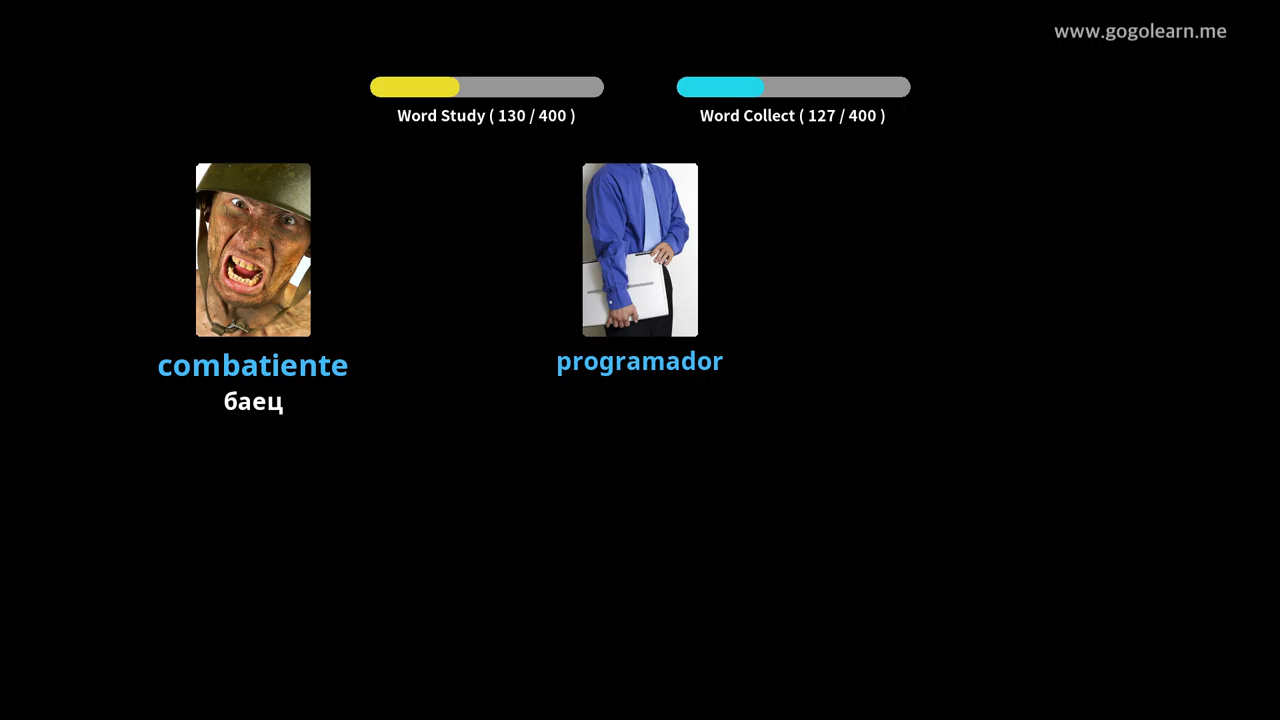 www.gogolearn.me
Word Study ( 130 / 400 )
Word Collect ( 127 / 400 )
combatiente
баец
programador